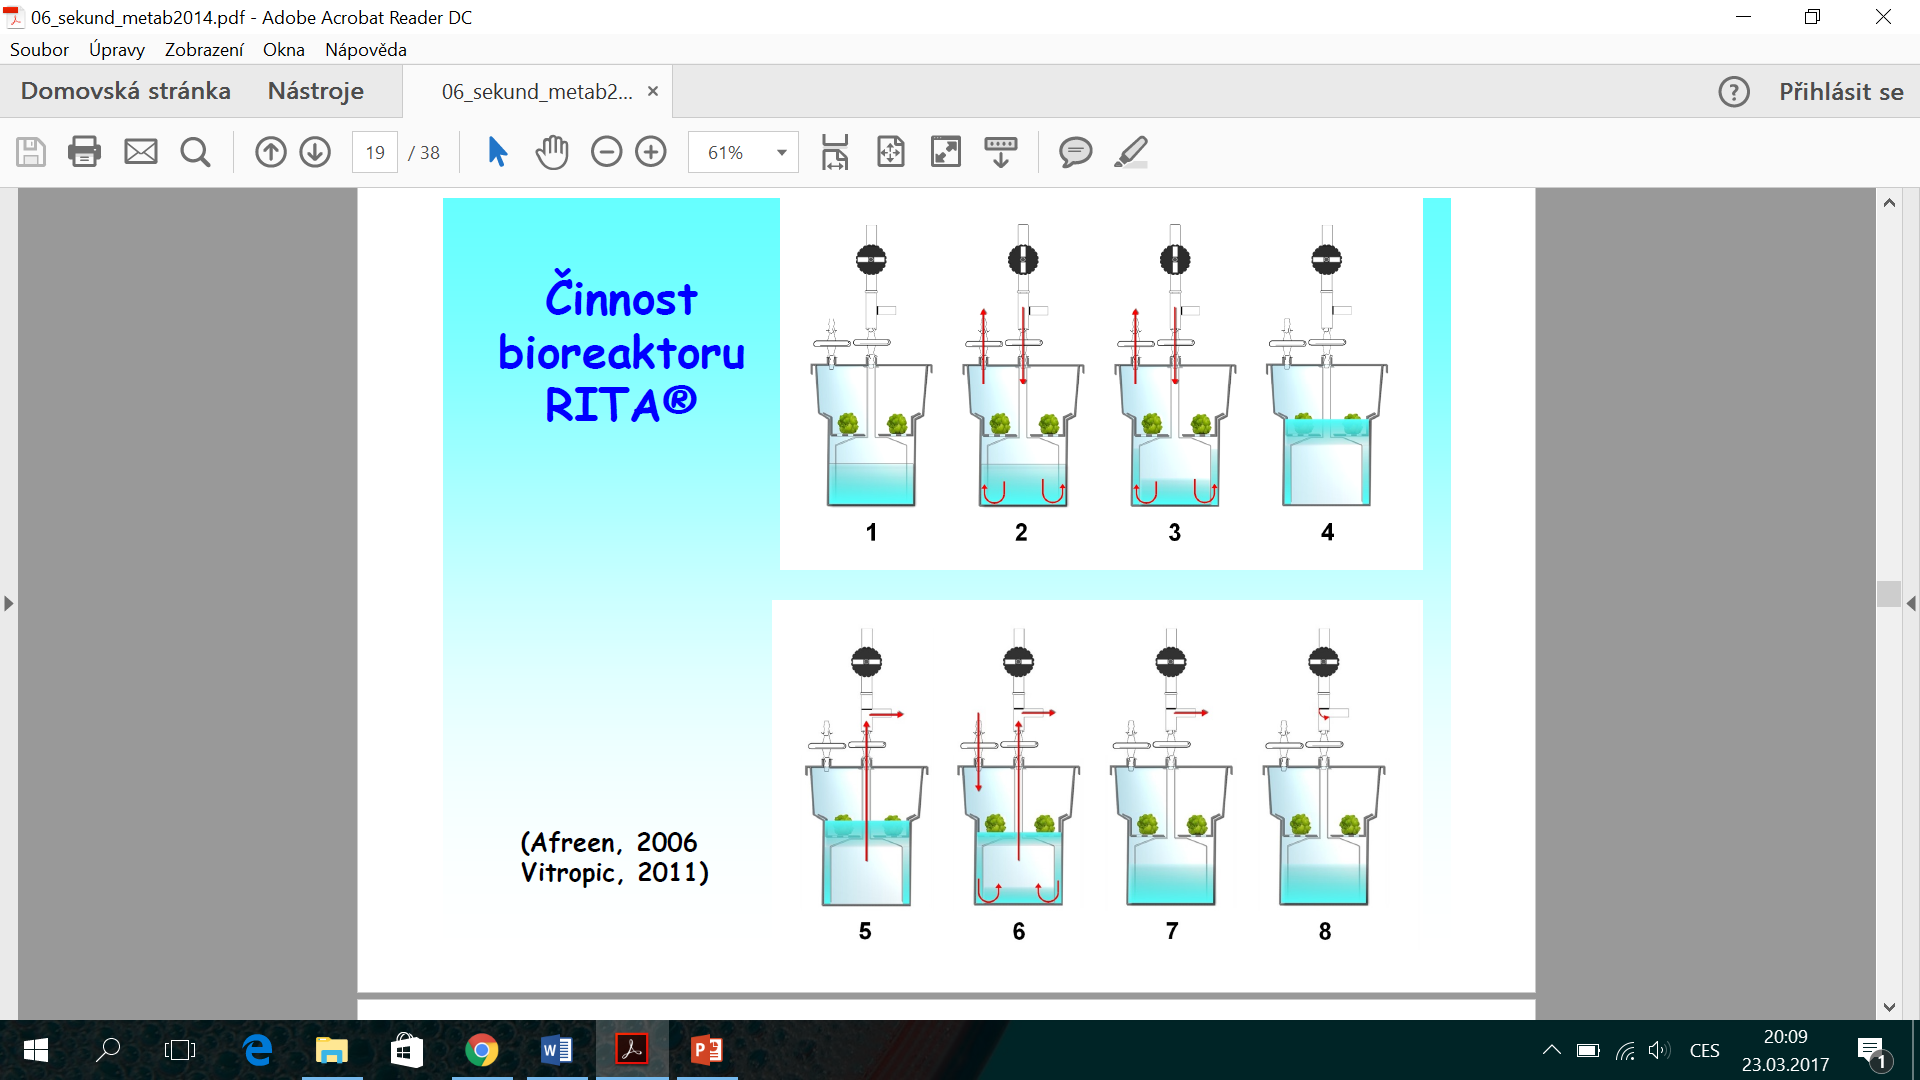 06_sekund_metab2014.pdf - Adobe Acrobat Reader DC
Soubor Úpravy Zobrazení Okna Nápověda
Domovská stránka Nástroje 06_sekund_metab2... × ? Přihlásit se
19 / 38 61%
Činnost
bioreaktoru
RITA®
1 2 3 4
(Afreen, 2006
Vitropic, 2011)
5 6 7 8
CES
20:09
23.03.2017
1